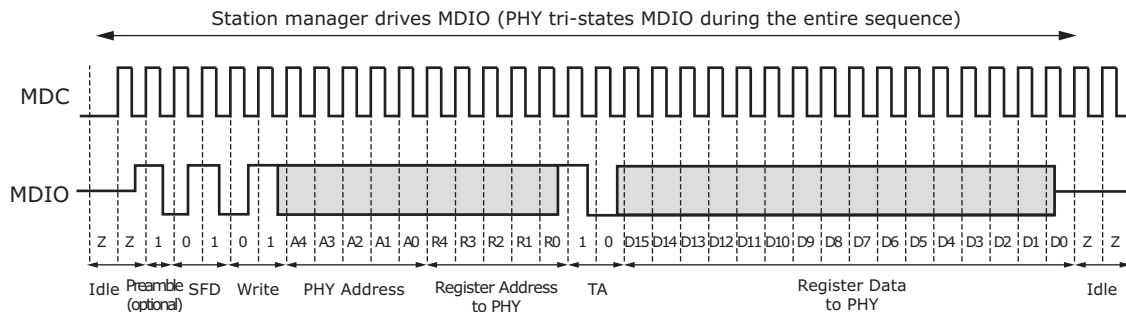 Station manager drives MDIO (PHY tri-states MDIO during the entire sequence)
MDC
MDIO
Z Z 1 0 1 0 1 A4 A3 A2 A1 A0 R4 R3 R2 R1 R0 1 0 D15 D14 D13 D12 D11 D10 D9 D8 D7 D6 D5 D4 D3 D2 D1 D0 Z Z
Idle Preamble (optional) SFD Write PHY Address Register Address to PHY TA Register Data to PHY Idle